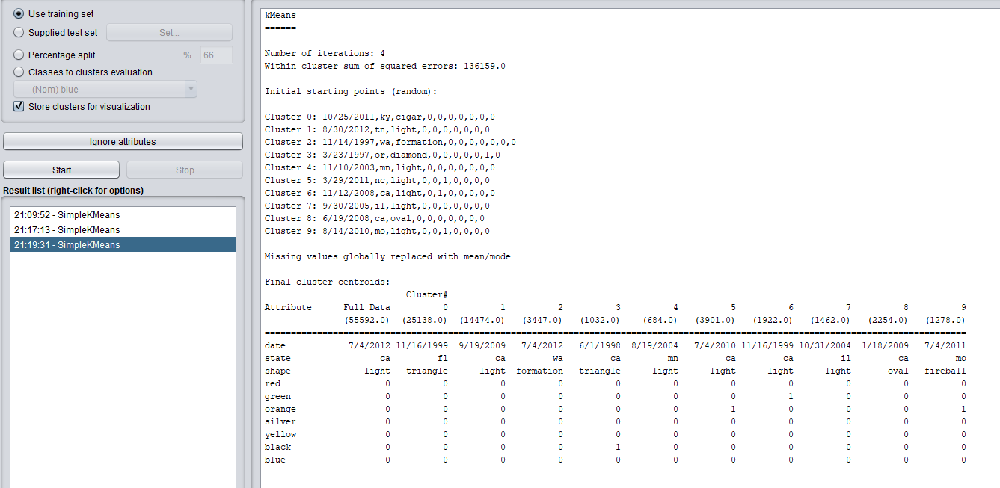 Use training set
Supplied test set Set...
Percentage split % 66
Classes to clusters evaluation
(Nom) blue
Store clusters for visualization
Ignore attributes
Start Stop
Result list (right-click for options)
21:09:52 - SimpleKMeans
21:17:13 - SimpleKMeans
21:19:31 - SimpleKMeans
kMeans
======
Number of iterations: 4
Within cluster sum of squared errors: 136159.0
Initial starting points (random):
Cluster 0: 10/25/2011,ky,cigar,0,0,0,0,0,0,0
Cluster 1: 8/30/2012,tn,light,0,0,0,0,0,0,0
Cluster 2: 11/14/1997,wa,formation,0,0,0,0,0,0,0
Cluster 3: 3/23/1997,or,diamond,0,0,0,0,0,1,0
Cluster 4: 11/10/2003,mn,light,0,0,0,0,0,0,0
Cluster 5: 3/29/2011,nc,light,0,0,1,0,0,0,0
Cluster 6: 11/12/2008,ca,light,0,1,0,0,0,0,0
Cluster 7: 9/30/2005,il,light,0,0,0,0,0,0,0
Cluster 8: 6/19/2008,ca,oval,0,0,0,0,0,0,0
Cluster 9: 8/14/2010,mo,light,0,0,1,0,0,0,0
Missing values globally replaced with mean/mode
Final cluster centroids:
Cluster#
Attribute Full Data 0 1 2 3 4 5 6 7 8 9
(55592.0) (25138.0) (14474.0) (3447.0) (1032.0) (684.0) (3901.0) (1922.0) (1462.0) (2254.0) (1278.0)
======================================================================================================================================
date 7/4/2012 11/16/1999 9/19/2009 7/4/2012 6/1/1998 8/19/2004 7/4/2010 11/16/1999 10/31/2004 1/18/2009 7/4/2011
state ca fl ca wa ca mn ca ca il ca mo
shape light triangle light formation triangle light light light light oval fireball
red 0 0 0 0 0 0 0 0 0 0 0
green 0 0 0 0 0 0 0 1 0 0 0
orange 0 0 0 0 0 0 1 0 0 0 1
silver 0 0 0 0 0 0 0 0 0 0 0
yellow 0 0 0 0 0 0 0 0 0 0 0
black 0 0 0 0 1 0 0 0 0 0 0
blue 0 0 0 0 0 0 0 0 0 0 0